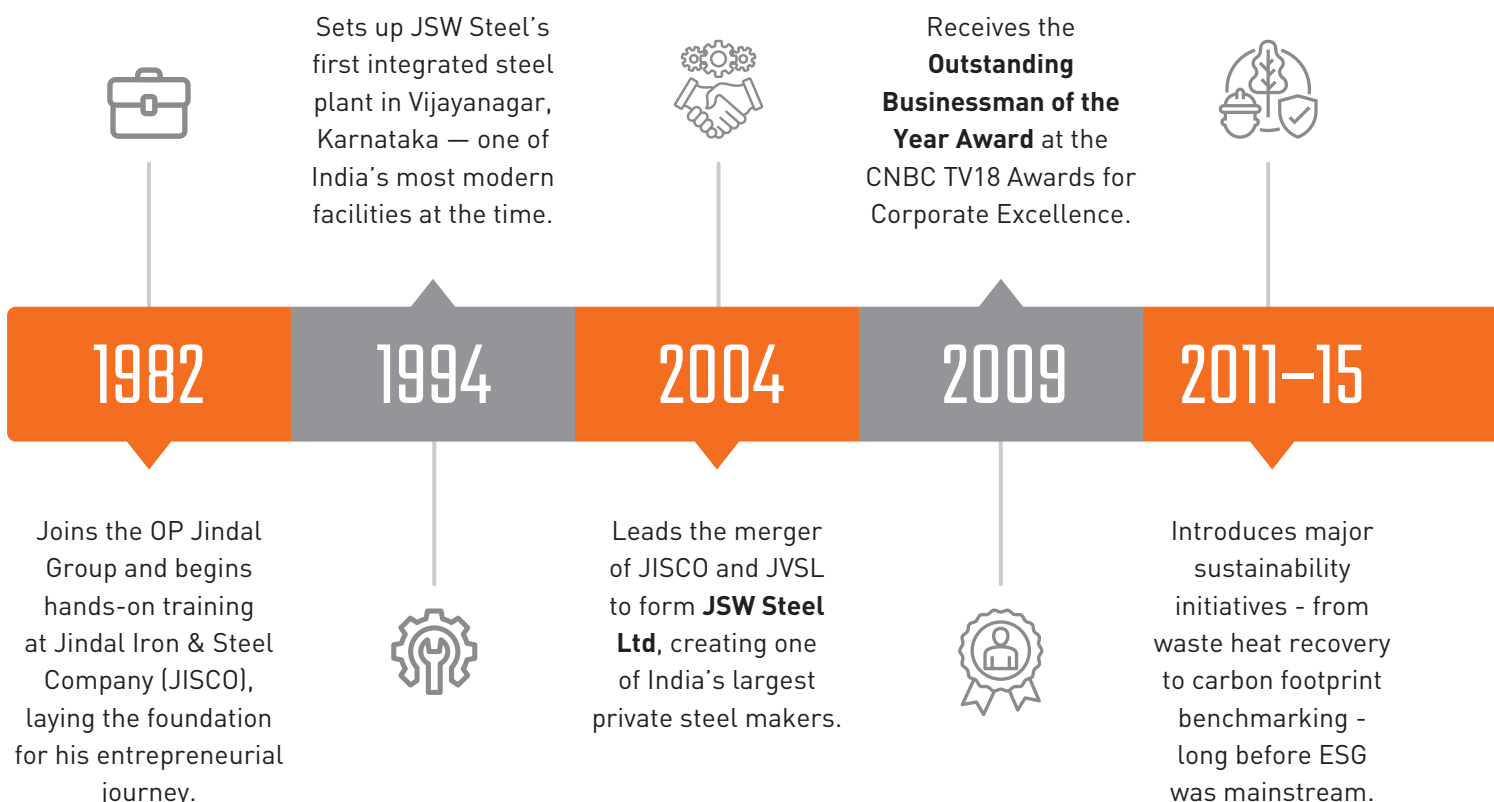 1982
Joins the OP Jindal
Group and begins
hands-on training
at Jindal Iron & Steel
Company (JISCO),
laying the foundation
for his entrepreneurial
journey.
Sets up JSW Steel’s
first integrated steel
plant in Vijayanagar,
Karnataka — one of
India’s most modern
facilities at the time.
1994
2004
Leads the merger
of JISCO and JVSL
to form JSW Steel
Ltd, creating one
of India’s largest
private steel makers.
Receives the
Outstanding
Businessman of the
Year Award at the
CNBC TV18 Awards for
Corporate Excellence.
2009
2011–15
Introduces major
sustainability
initiatives - from
waste heat recovery
to carbon footprint
benchmarking -
long before ESG
was mainstream.